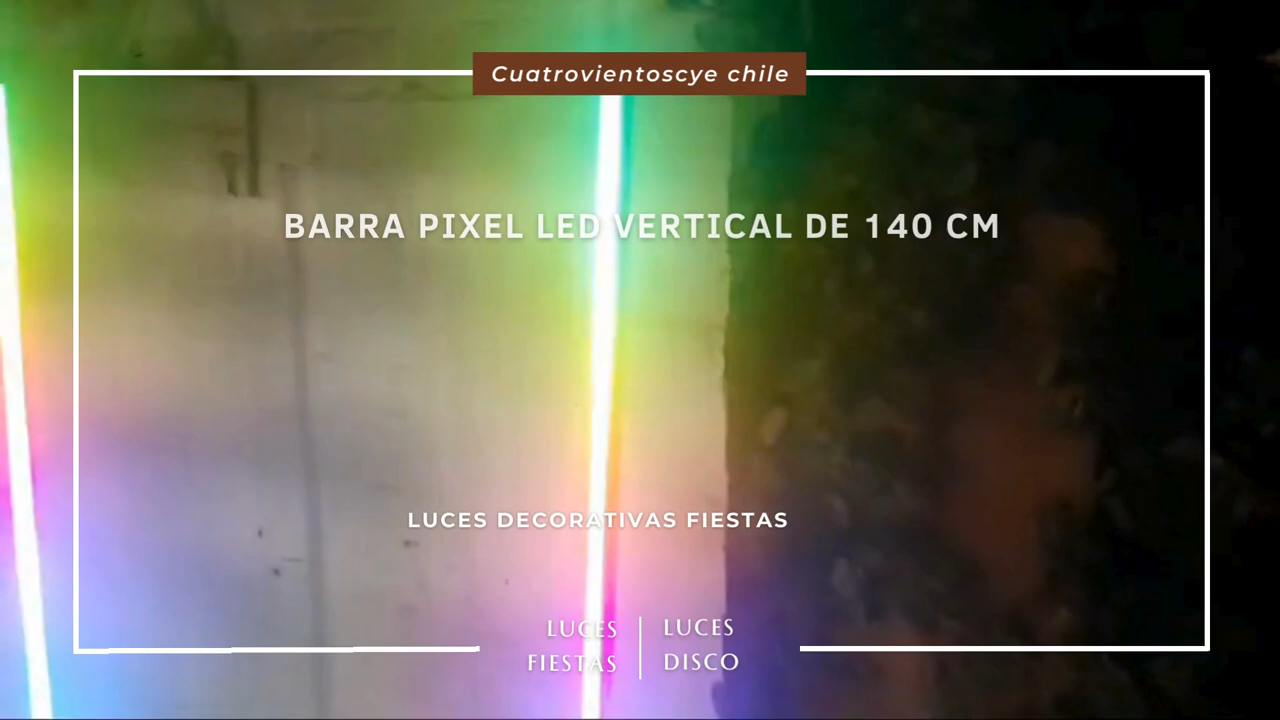 Cuatrovientoscye chile
BARRA PIXEL LED VERTICAL DE 140 CM
LUCES DECORATIVAS FIESTAS
LUCES
FIESTAS
LUCES
DISCO